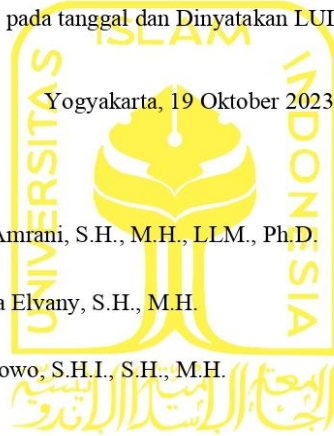 pada tanggal dan Dinyatakan LUL
ISLAM
UNIVERSITAS
INDONESIA
Yogyakarta, 19 Oktober 2023
Amrani, S.H., M.H., LLM., Ph.D.
a Elvany, S.H., M.H.
owo, S.H.I., S.H., M.H.